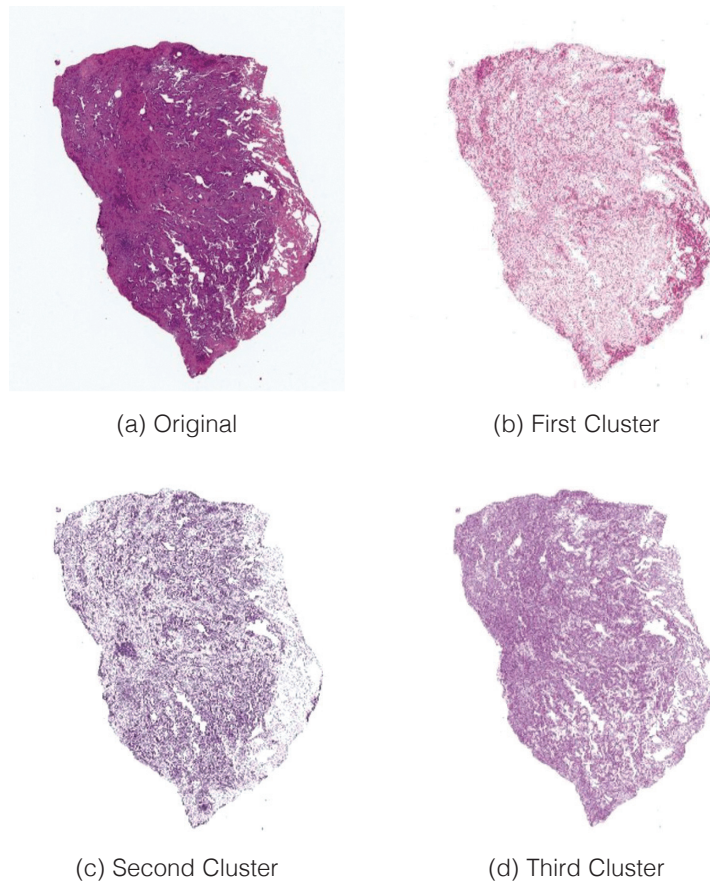 (a) Original
(b) First Cluster
(c) Second Cluster
(d) Third Cluster